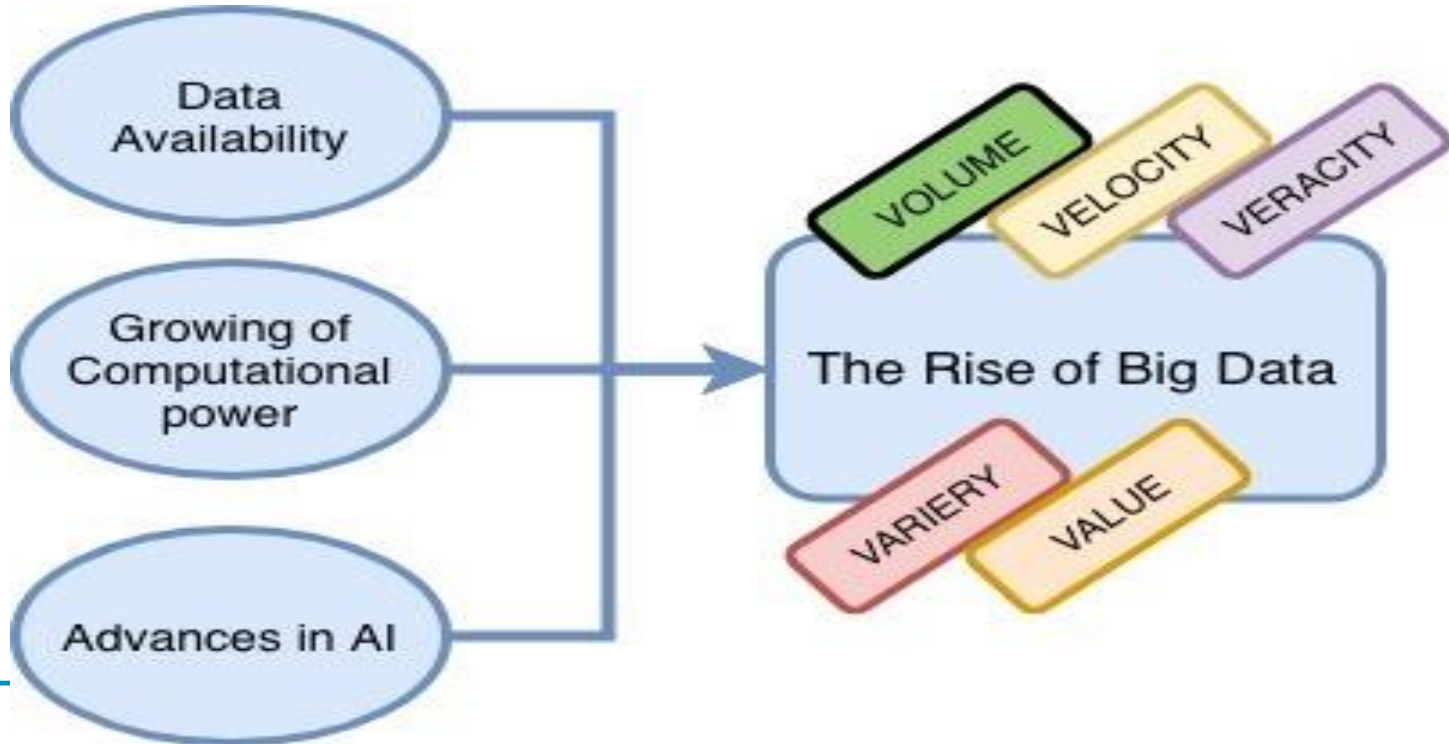 Data
Availability
Growing of
Computational
power
Advances in AI
VOLUME
VELOCITY
VERACITY
The Rise of Big Data
VARIERY
VALUE